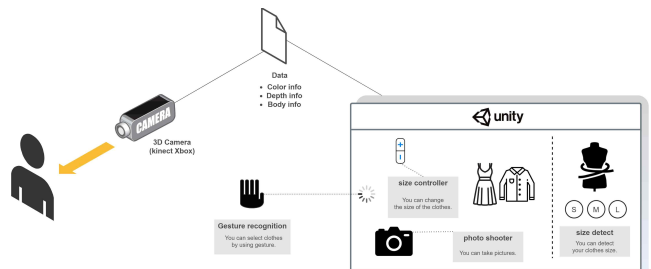 Data
• Color info
• Depth info
• Body info
CAMERA
3D Camera
(kinect Xbox)
unity
size controller
You can change
the size of the clothes.
Gesture recognition
You can select clothes
by using gesture.
photo shooter
You can take pictures.
S M L
size detect
You can detect
your clothes size.